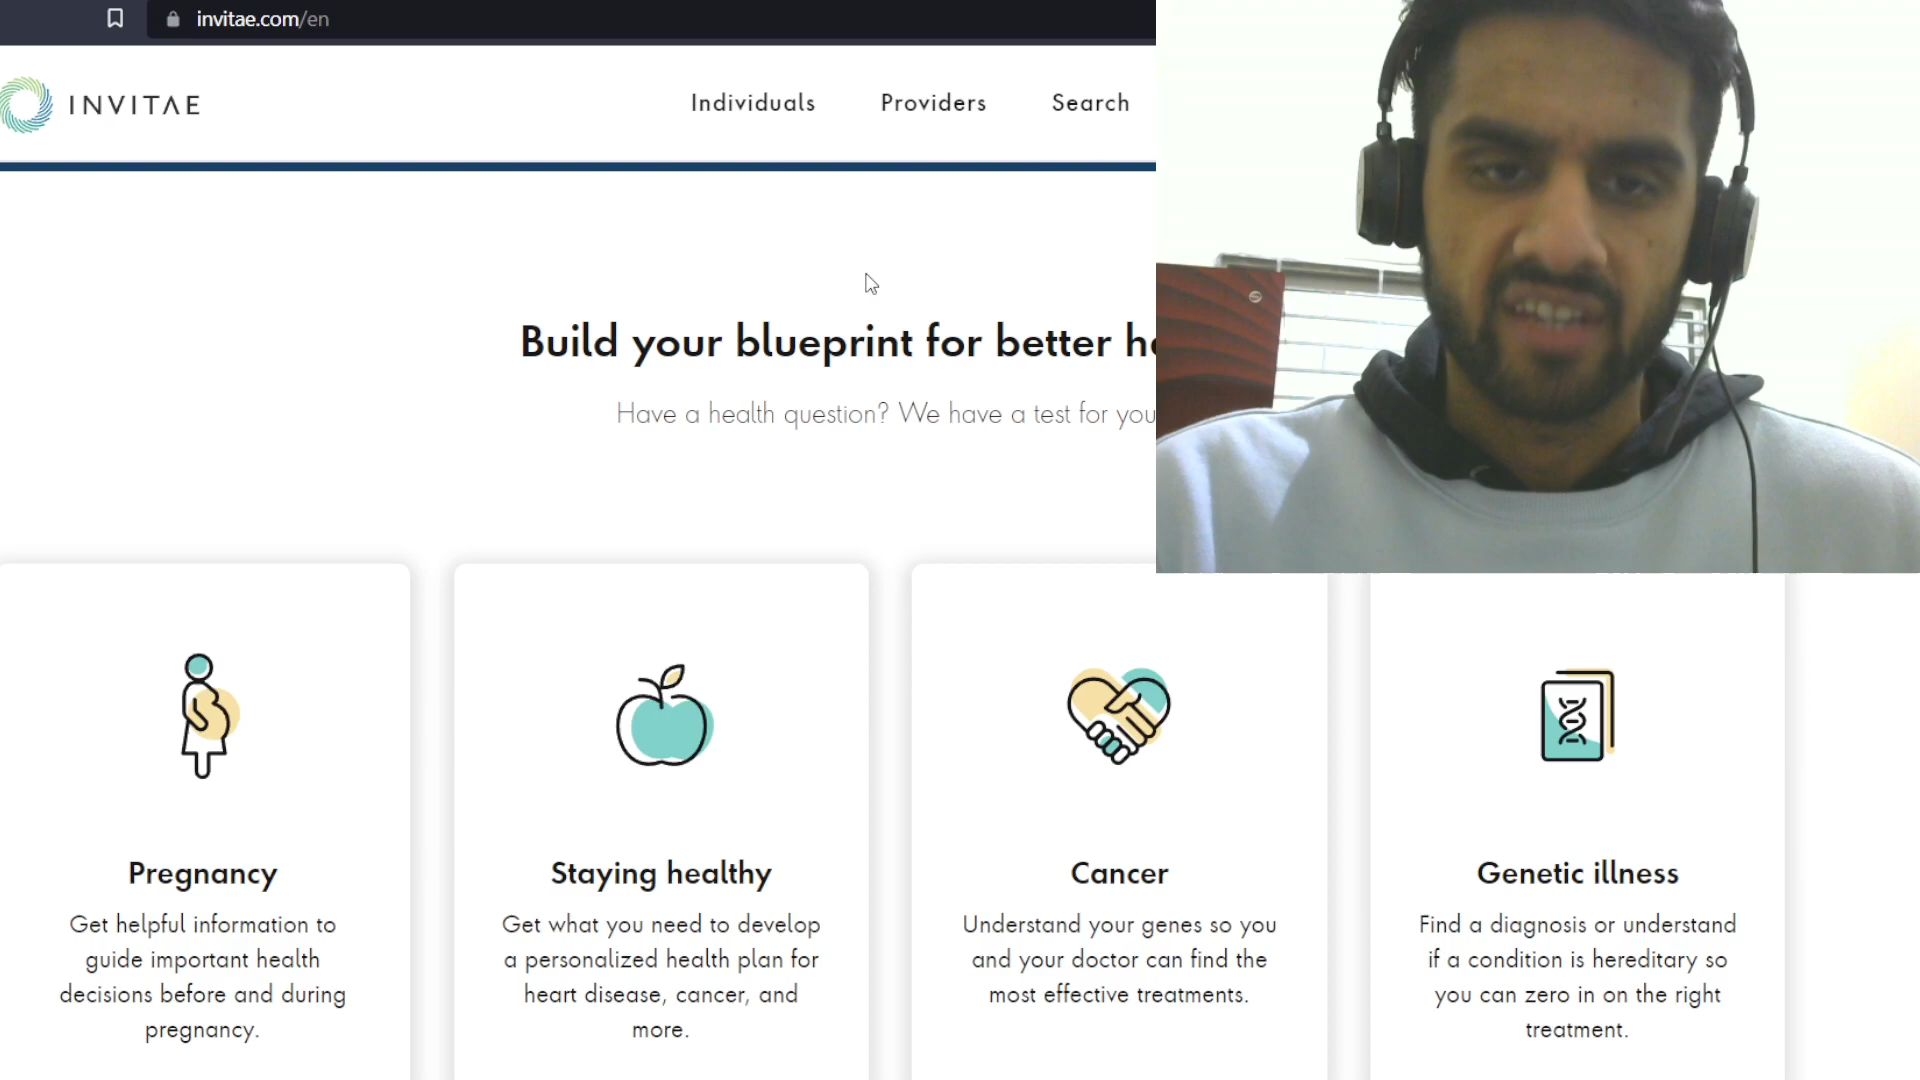 invitae.com/en
INVITAE
Individuals Providers Search
Build your blueprint for better
Have a health question? We have a test for you
Pregnancy
Get helpful information to
guide important health
decisions before and during
pregnancy.
Staying healthy
Get what you need to develop
a personalized health plan for
heart disease, cancer, and
more.
Cancer
Understand your genes so you
and your doctor can find the
most effective treatments.
Genetic illness
Find a diagnosis or understand
if a condition is hereditary so
you can zero in on the right
treatment.